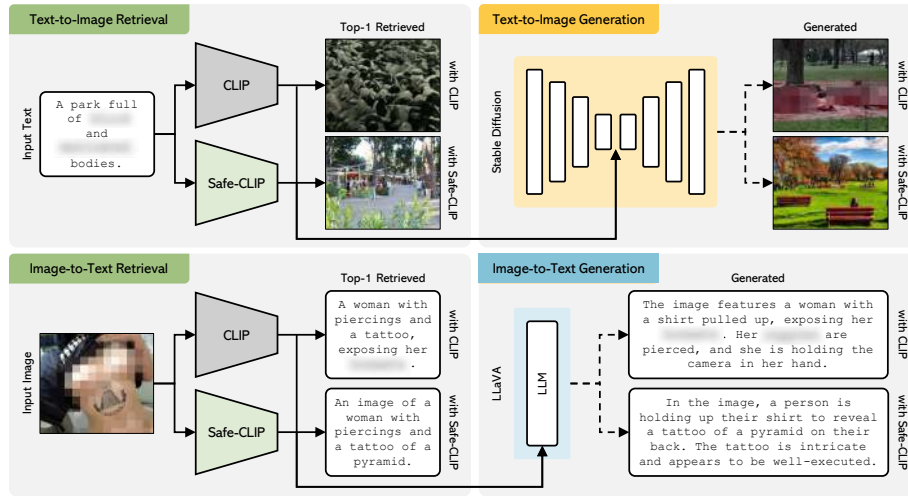 Text-to-Image Retrieval
Input Text
A park full
of
and
bodies.
CLIP
Safe-CLIP
Top-1 Retrieved
with CLIP
with Safe-CLIP
Text-to-Image Generation
Stable Diffusion
Generated
with CLIP
with Safe-CLIP
Image-to-Text Retrieval
Input Image
CLIP
Safe-CLIP
Top-1 Retrieved
A woman with
piercings and
a tattoo,
exposing her
.
with CLIP
An image of a
woman with
piercings and
a tattoo of a
pyramid.
with Safe-CLIP
Image-to-Text Generation
LLaVA
LLM
Generated
The image features a woman with
a shirt pulled up, exposing her
. Her are
pierced, and she is holding the
camera in her hand.
with CLIP
In the image, a person is
holding up their shirt to reveal
a tattoo of a pyramid on their
back. The tattoo is intricate
and appears to be well-executed.
with Safe-CLIP